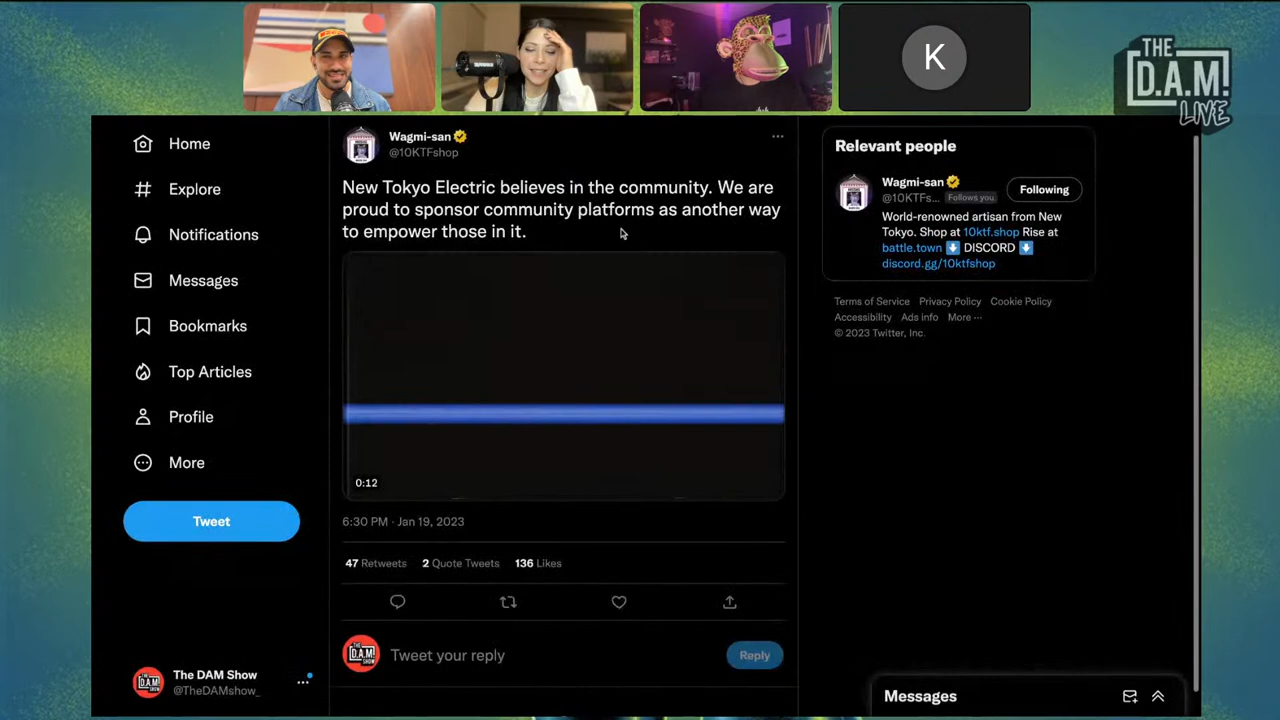 K
THE
D.A.M!
LIVE
Home
Explore
Notifications
Messages
Bookmarks
Top Articles
Profile
More
Tweet
The DAM Show
@TheDAMshow_
Wagmi-san
@10KTFshop
New Tokyo Electric believes in the community. We are
proud to sponsor community platforms as another way
to empower those in it.
0:12
6:30 PM · Jan 19, 2023
47 Retweets 2 Quote Tweets 136 Likes
Tweet your reply
Reply
Relevant people
Wagmi-san
@10KTFs... Follows you
Following
World-renowned artisan from New
Tokyo. Shop at 10ktf.shop Rise at
battle.town ⬇️ DISCORD ⬇️
discord.gg/10ktfshop
Terms of Service Privacy Policy Cookie Policy
Accessibility Ads info More ···
© 2023 Twitter, Inc.
Messages